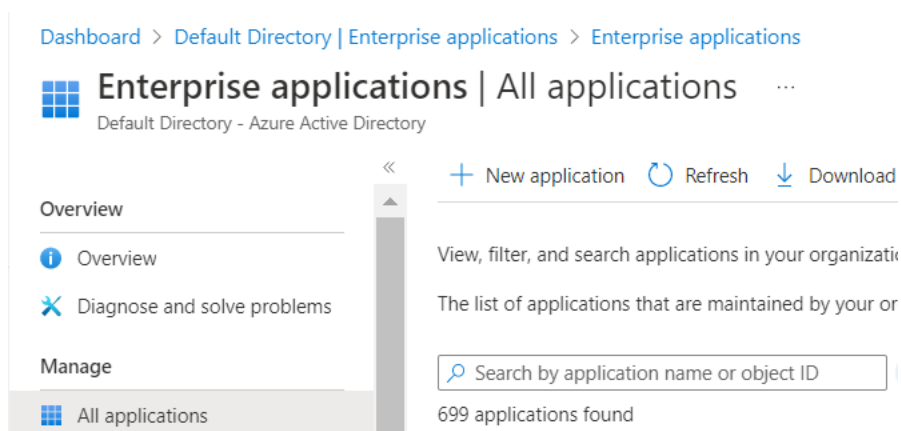 Dashboard > Default Directory | Enterprise applications > Enterprise applications
Enterprise applications | All applications ...
Default Directory - Azure Active Directory
«
New application Refresh Download
Overview
Overview
View, filter, and search applications in your
Diagnose and solve problems
The list of applications that are maintained by your
Manage
Search by application name or object ID
All applications
699 applications found